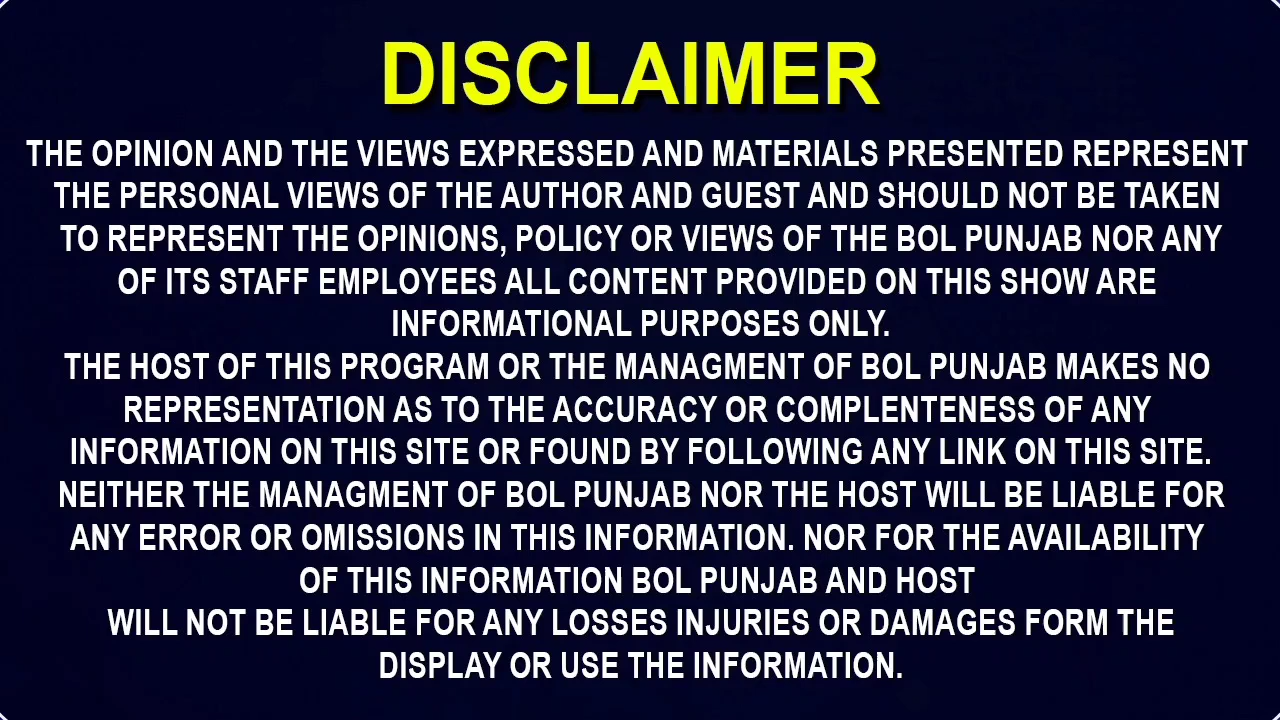 DISCLAIMER
THE OPINION AND THE VIEWS EXPRESSED AND MATERIALS PRESENTED REPRESENT
THE PERSONAL VIEWS OF THE AUTHOR AND GUEST AND SHOULD NOT BE TAKEN
TO REPRESENT THE OPINIONS, POLICY OR VIEWS OF THE BOL PUNJAB NOR ANY
OF ITS STAFF EMPLOYEES ALL CONTENT PROVIDED ON THIS SHOW ARE
INFORMATIONAL PURPOSES ONLY.
THE HOST OF THIS PROGRAM OR THE MANAGMENT OF BOL PUNJAB MAKES NO
REPRESENTATION AS TO THE ACCURACY OR COMPLENTENESS OF ANY
INFORMATION ON THIS SITE OR FOUND BY FOLLOWING ANY LINK ON THIS SITE.
NEITHER THE MANAGMENT OF BOL PUNJAB NOR THE HOST WILL BE LIABLE FOR
ANY ERROR OR OMISSIONS IN THIS INFORMATION. NOR FOR THE AVAILABILITY
OF THIS INFORMATION BOL PUNJAB AND HOST
WILL NOT BE LIABLE FOR ANY LOSSES INJURIES OR DAMAGES FORM THE
DISPLAY OR USE THE INFORMATION.